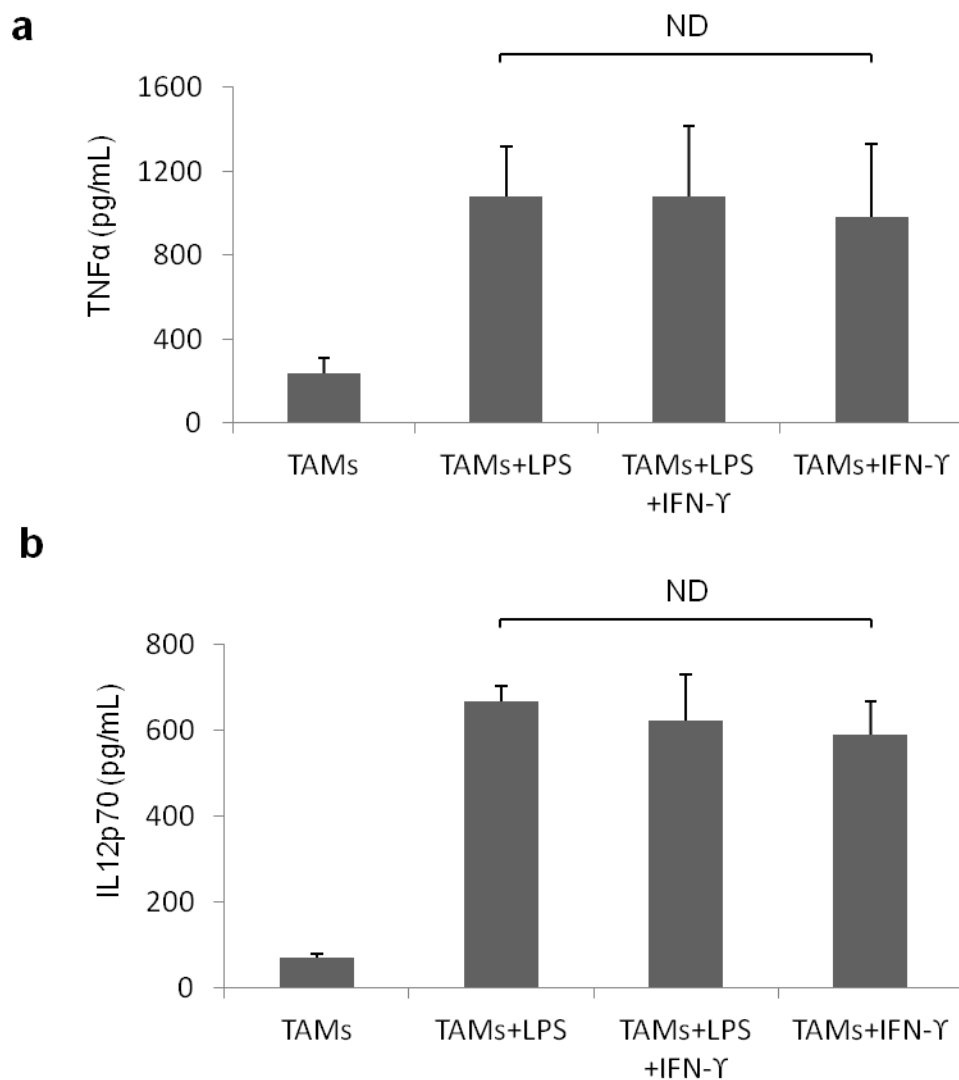 a
ND
TNFα (pg/mL)
1600
1200
800
400
0
TAMs
TAMs+LPS
TAMs+LPS
+IFN-ϒ
TAMs+IFN-ϒ
b
ND
IL12p70 (pg/mL)
800
600
400
200
0
TAMs
TAMs+LPS
TAMs+LPS
+IFN-ϒ
TAMs+IFN-ϒ